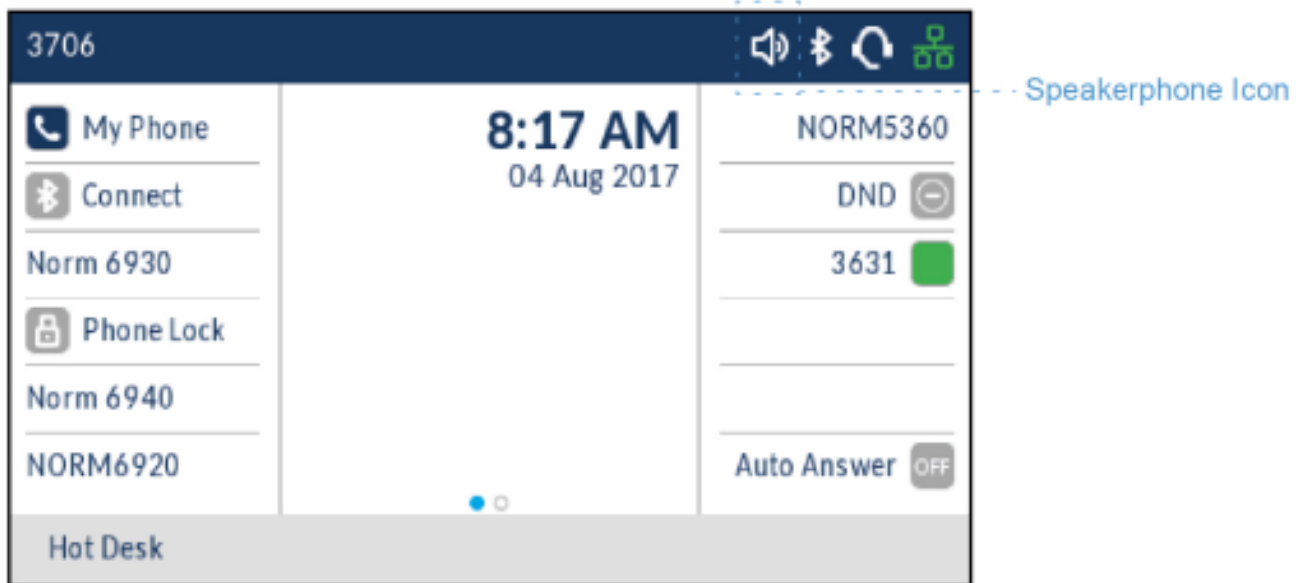 3706
Speakerphone Icon
My Phone
Connect
Norm 6930
Phone Lock
Norm 6940
NORM6920
8:17 AM
04 Aug 2017
NORM5360
DND
3631
Auto Answer OFF
Hot Desk